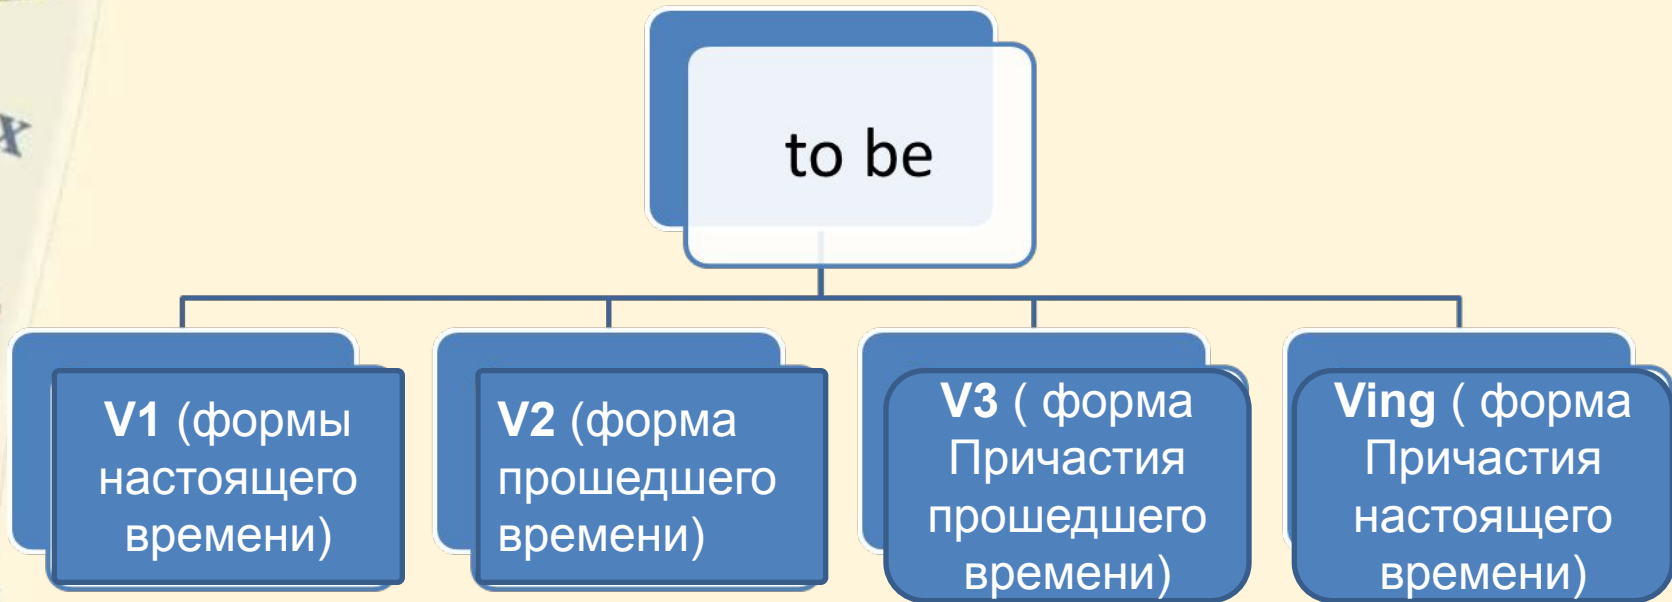 х
to be
V1 (формы
настоящего
времени)
V2 (форма
прошедшего
времени)
V3 ( форма
Причастия
прошедшего
времени)
Ving ( форма
Причастия
настоящего
времени)